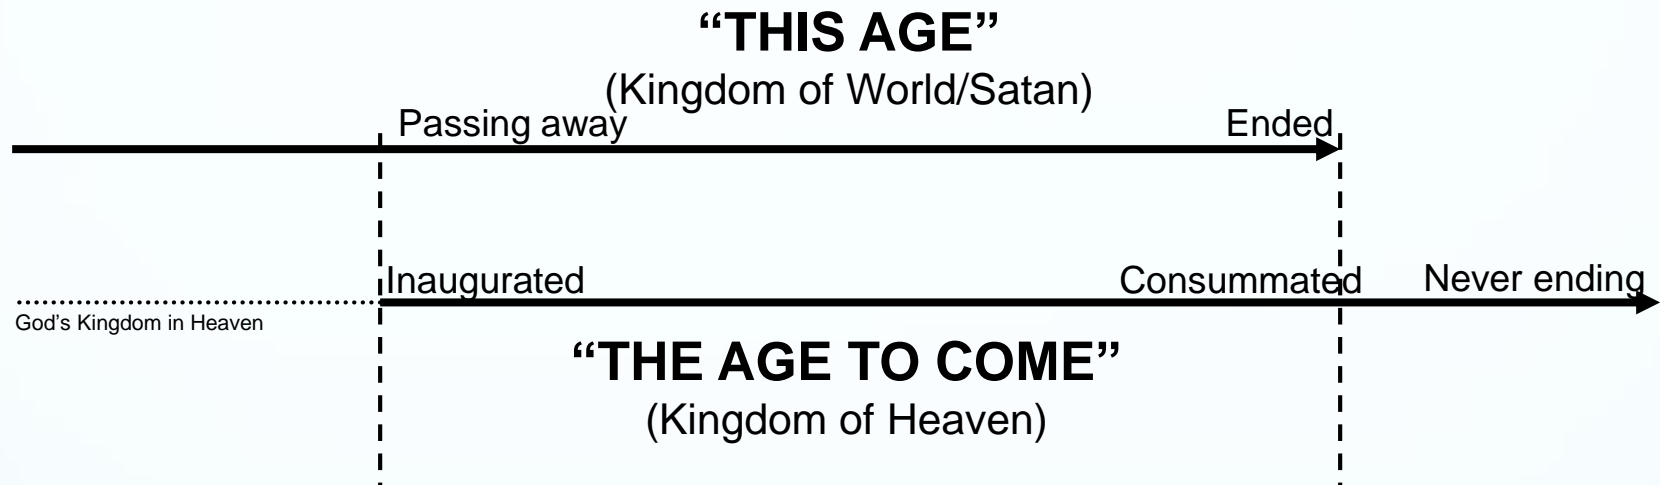 “THIS AGE”
(Kingdom of World/Satan)
Passing away
Ended
Inaugurated
Consummated
Never ending
God’s Kingdom in Heaven
“THE AGE TO COME”
(Kingdom of Heaven)